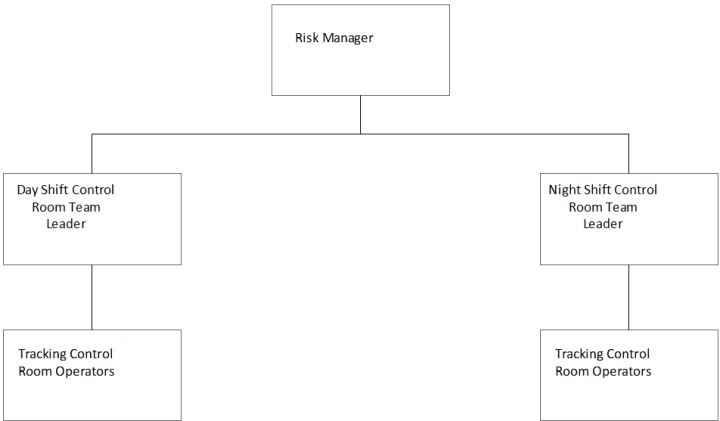 Risk Manager
Day Shift Control
Room Team
Leader
Night Shift Control
Room Team
Leader
Tracking Control
Room Operators
Tracking Control
Room Operators